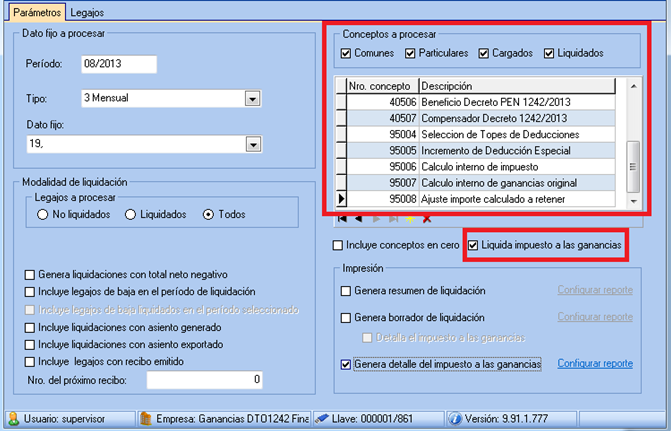 Parámetros Legajos
Dato fijo a procesar
Período: 08/2013
Tipo: 3 Mensual
Dato fijo:
19,
Modalidad de liquidación
Legajos a procesar
No liquidados Liquidados Todos
Genera liquidaciones con total neto negativo
Incluye legajos de baja en el período de liquidación
Incluye legajos de baja liquidados en el período seleccionado
Incluye liquidaciones con asiento generado
Incluye liquidaciones con asiento exportado
Incluye legajos con recibo emitido
Nro. del próximo recibo: 0
Conceptos a procesar
Comunes Particulares Cargados Liquidados
Nro. concepto Descripción
40506 Beneficio Decreto PEN 1242/2013
40507 Compensador Decreto 1242/2013
95004 Seleccion de Topes de Deducciones
95005 Incremento de Deducción Especial
95006 Calculo interno de impuesto
95007 Calculo interno de ganancias original
95008 Ajuste importe calculado a retener
Incluye conceptos en cero Liquida impuesto a las ganancias
Impresión
Genera resumen de liquidación Configurar reporte
Genera borrador de liquidación Configurar reporte
Detalla el impuesto a las ganancias
Genera detalle del impuesto a las ganancias Configurar reporte
Usuario: supervisor Empresa: Ganancias DTO1242 Fina Llave: 000001/861 Versión: 9.91.1.777